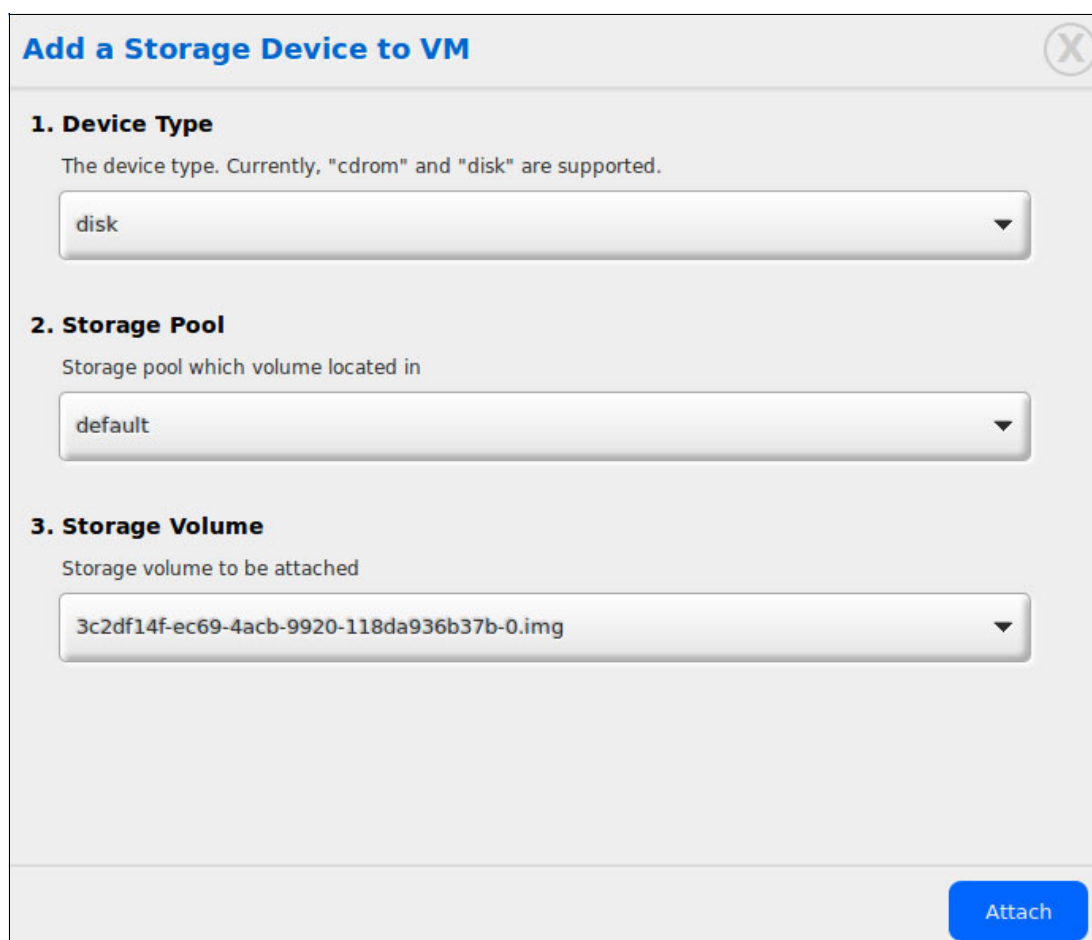 Add a Storage Device to VM
X
1. Device Type
The device type. Currently, "cdrom" and "disk" are supported.
disk
2. Storage Pool
Storage pool which volume located in
default
3. Storage Volume
Storage volume to be attached
3c2df14f-ec69-4acb-9920-118da936b37b-0.img
Attach